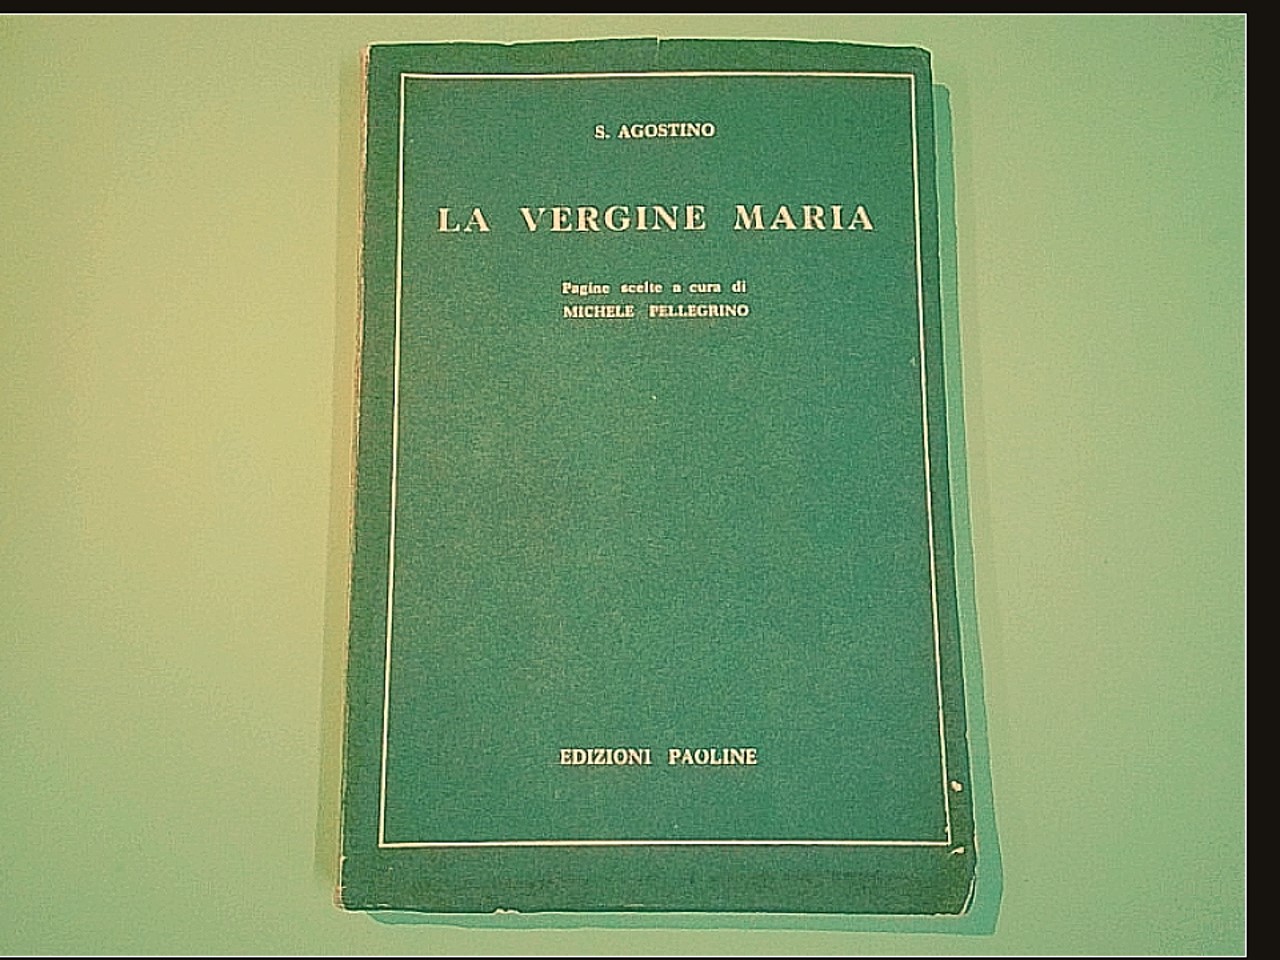 S. AGOSTINO
LA VERGINE MARIA
Pagine scelte a cura di
MICHELE PELLEGRINO
EDIZIONI PAOLINE